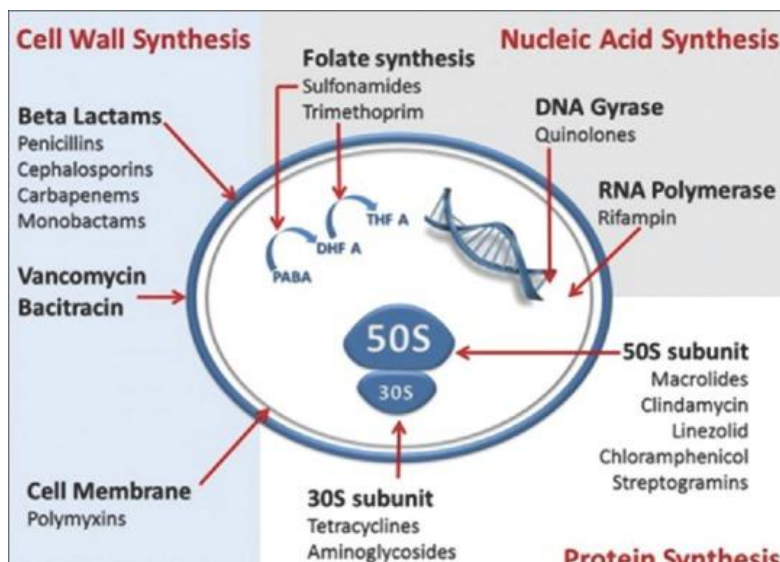 Cell Wall Synthesis
Nucleic Acid Synthesis
Folate synthesis
Sulfonamides
Trimethoprim
DNA Gyrase
Quinolones
Beta Lactams
Penicillins
Cephalosporins
Carbapenems
Monobactams
RNA Polymerase
Rifampin
THF A
DHF A
PABA
Vancomycin
Bacitracin
50S
30S
50S subunit
Macrolides
Clindamycin
Linezolid
Chloramphenicol
Streptogramins
Cell Membrane
Polymyxins
30S subunit
Tetracyclines
Aminoglycosides
Protein Synthesis